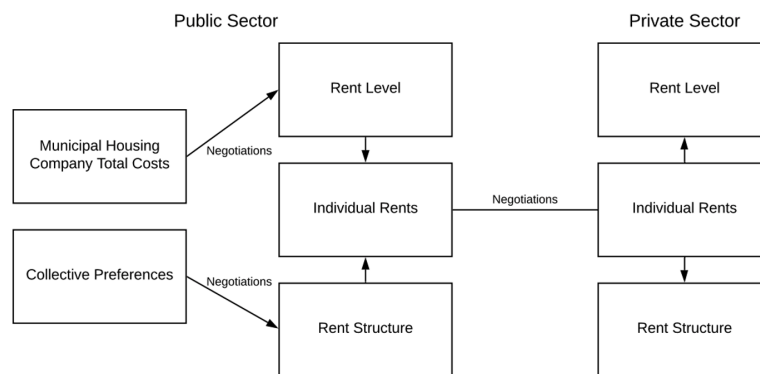 Public Sector
Private Sector
Rent Level
Rent Level
Municipal Housing
Company Total Costs
Negotiations
Individual Rents
Negotiations
Individual Rents
Collective Preferences
Negotiations
Rent Structure
Rent Structure